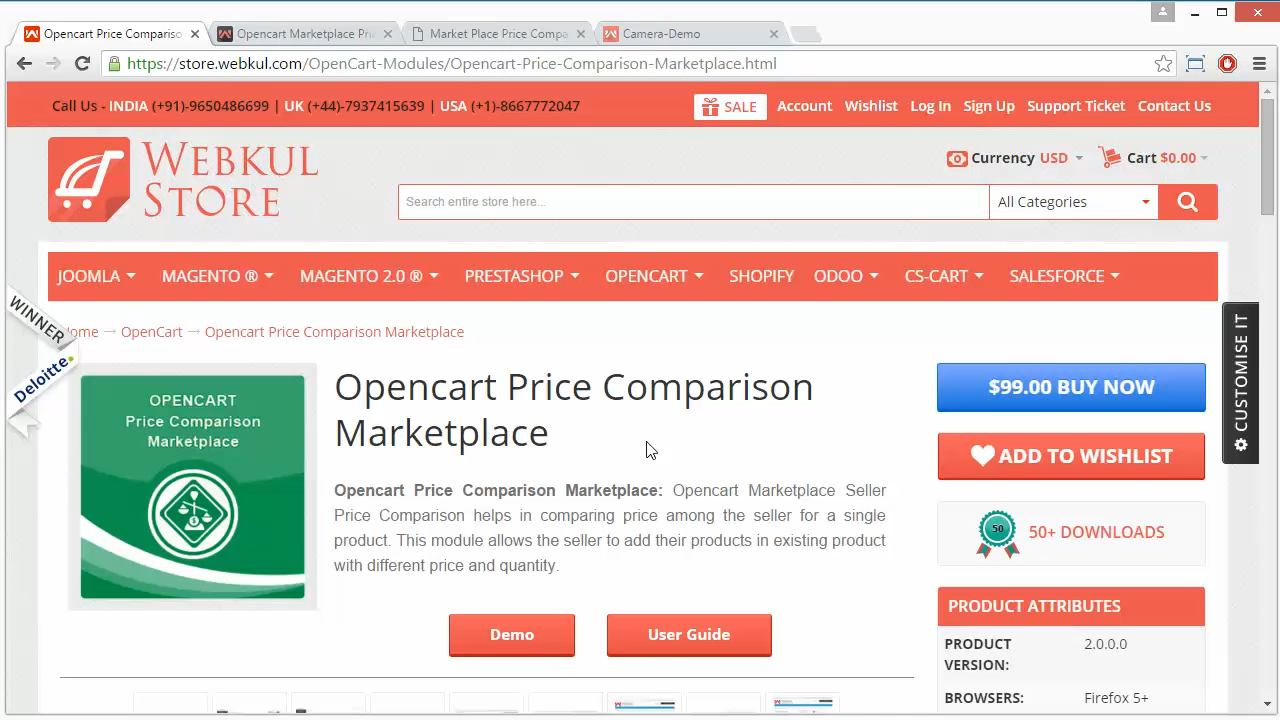 Opencart Price Compariso
Opencart Marketplace Pri
Market Place Price Compa
Camera-Demo
https://store.webkul.com/OpenCart-Modules/Opencart-Price-Comparison-Marketplace.html
Call Us - INDIA (+91)-9650486699 | UK (+44)-7937415639 | USA (+1)-8667772047
SALE Account Wishlist Log In Sign Up Support Ticket Contact Us
WEBKUL
STORE
Currency USD
Cart $0.00
Search entire store here...
All Categories
JOOMLA MAGENTO ® MAGENTO 2.0 ® PRESTASHOP OPENCART SHOPIFY ODOO CS-CART SALESFORCE
WINNER
Deloitte
ome → OpenCart → Opencart Price Comparison Marketplace
CUSTOMISE IT
OPENCART
Price Comparison
Marketplace
Opencart Price Comparison
Marketplace
Opencart Price Comparison Marketplace: Opencart Marketplace Seller
Price Comparison helps in comparing price among the seller for a single
product. This module allows the seller to add their products in existing product
with different price and quantity.
Demo
User Guide
$99.00 BUY NOW
ADD TO WISHLIST
50
50+ DOWNLOADS
PRODUCT ATTRIBUTES
PRODUCT
VERSION:
2.0.0.0
BROWSERS:
Firefox 5+